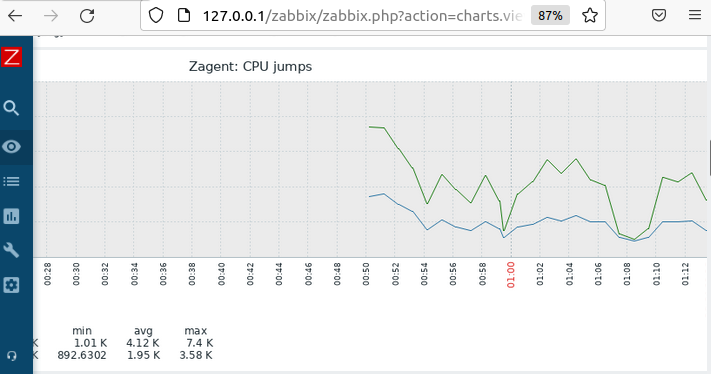 127.0.0.1/zabbix/zabbix.php?action=charts.vie 87%
Z
Zagent: CPU jumps
00:28 00:30 00:32 00:34 00:36 00:38 00:40 00:42 00:44 00:46 00:48 00:50 00:52 00:54 00:56 00:58 01:00 01:02 01:04 01:06 01:08 01:10 01:12
min avg max
K 1.01 K 4.12 K 7.4 K
K 892.6302 1.95 K 3.58 K